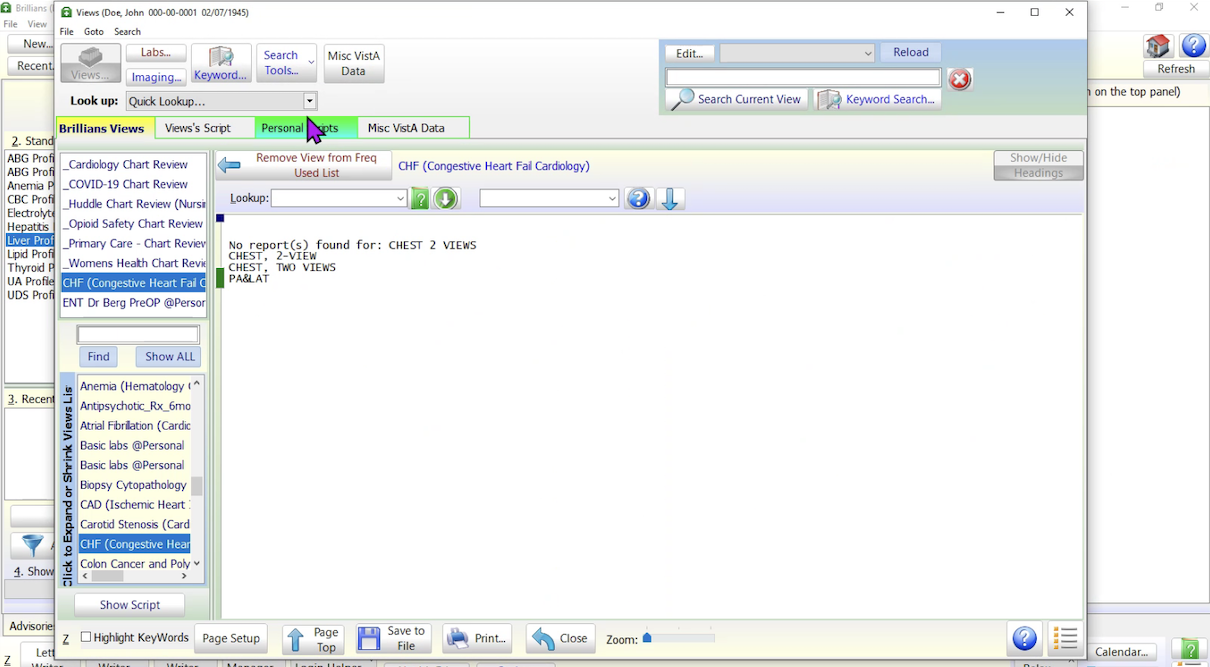 Brillians
Views (Doe, John 000-00-0001 02/07/1945)
File View
File Goto Search
New...
Recent
Views...
Labs...
Imaging...
Keyword...
Search
Tools...
Misc VistA
Data
Edit...
Reload
Refresh
Look up: Quick Lookup...
Search Current View
Keyword Search...
n on the top panel)
Brillians Views
Views's Script
Personal
Misc VistA Data
2. Stand
ABG Profi
ABG Profi
Anemia P
CBC Profi
Electrolyte
Hepatitis
Liver Profi
Lipid Profi
Thyroid P
UA Profile
UDS Profi
3. Recent
4. Show
Advisorie
_Cardiology Chart Review
_COVID-19 Chart Review
_Huddle Chart Review (Nursi
_Opioid Safety Chart Review
_Primary Care - Chart Review
_Womens Health Chart Revie
CHF (Congestive Heart Fail C
ENT Dr Berg PreOP @Person
Find
Show ALL
Click to Expand or Shrink Views Lis
Anemia (Hematology
Antipsychotic_Rx_6mo
Atrial Fibrillation (Cardic
Basic labs @Personal
Basic labs @Personal
Biopsy Cytopathology
CAD (Ischemic Heart
Carotid Stenosis (Card
CHF (Congestive Hear
Colon Cancer and Poly
Show Script
Remove View from Freq
Used List
CHF (Congestive Heart Fail Cardiology)
Show/Hide
Headings
Lookup:
No report(s) found for: CHEST 2 VIEWS
CHEST, 2-VIEW
CHEST, TWO VIEWS
PA&LAT
Z
Highlight KeyWords
Page Setup
Page
Top
Save to
File
Print...
Close
Zoom:
Z
Lett
Calendar...